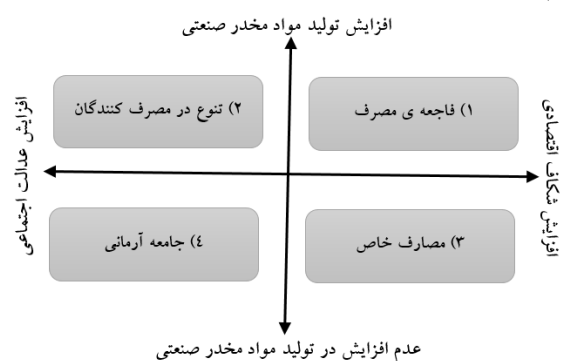 افزایش تولید مواد مخدر صنعتی
۲) تنوع در مصرف کنندگان
۱) فاجعه ی مصرف
افزایش عدالت اجتماعی
افزایش شکاف اقتصادی
٤) جامعه آرمانی
۳) مصارف خاص
عدم افزایش در تولید مواد مخدر صنعتی